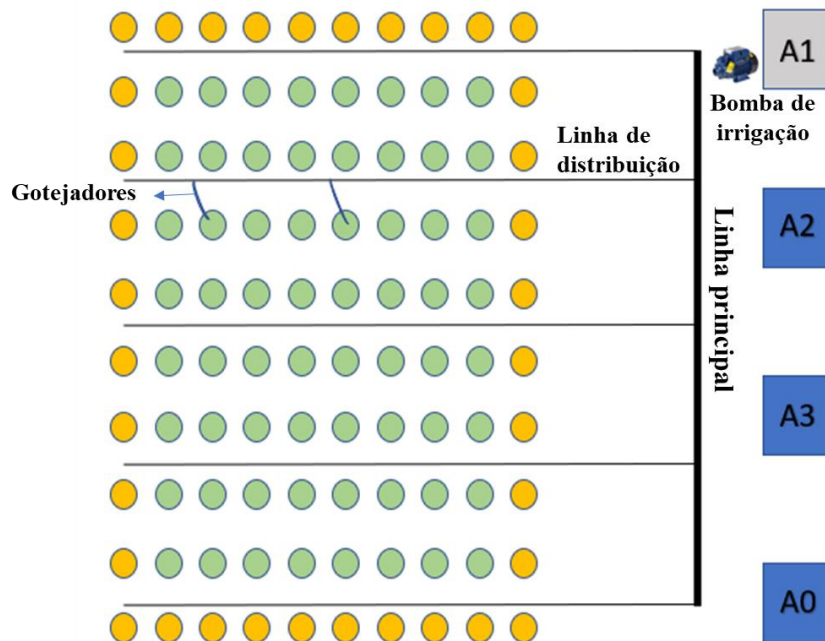 A1
Bomba de
irrigação
Linha de
distribuição
Gotejadores
A2
Linha principal
A3
A0